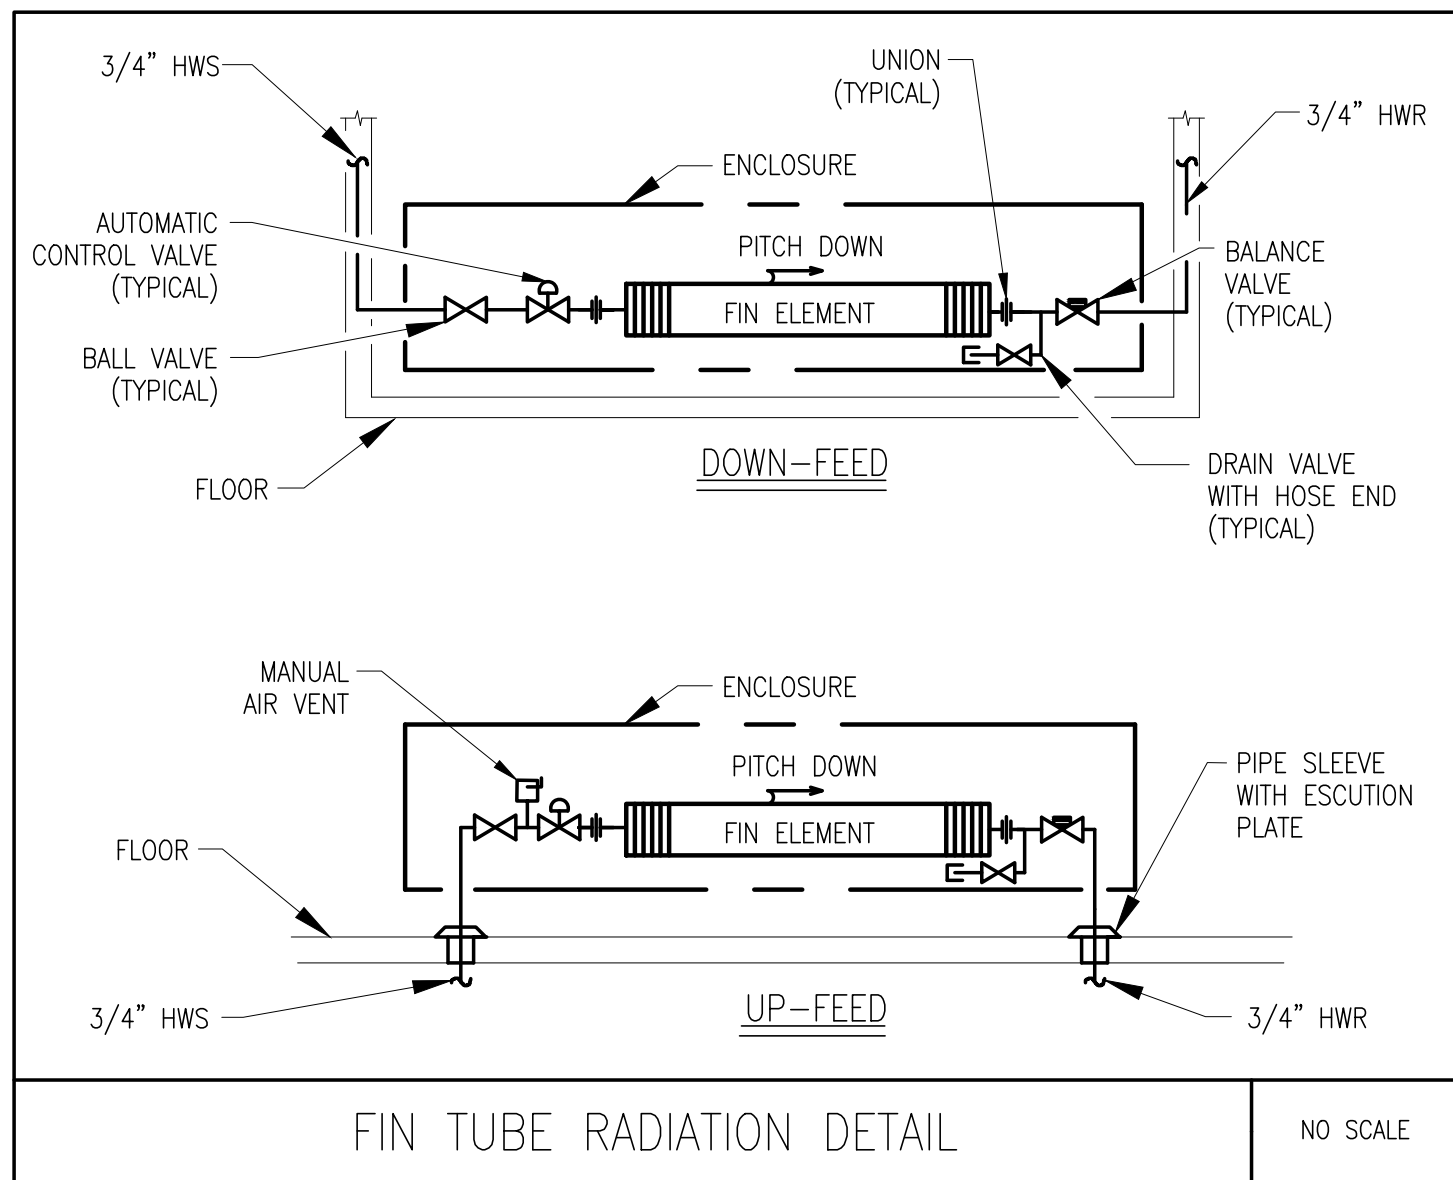 3/4" HWS
UNION
(TYPICAL)
3/4" HWR
ENCLOSURE
AUTOMATIC
CONTROL VALVE
(TYPICAL)
PITCH DOWN
BALANCE
VALVE
(TYPICAL)
FIN ELEMENT
BALL VALVE
(TYPICAL)
DOWN-FEED
FLOOR
DRAIN VALVE
WITH HOSE END
(TYPICAL)
MANUAL
AIR VENT
ENCLOSURE
PITCH DOWN
PIPE SLEEVE
WITH ESCUTION
PLATE
FIN ELEMENT
FLOOR
3/4" HWS
UP-FEED
3/4" HWR
FIN TUBE RADIATION DETAIL
NO SCALE